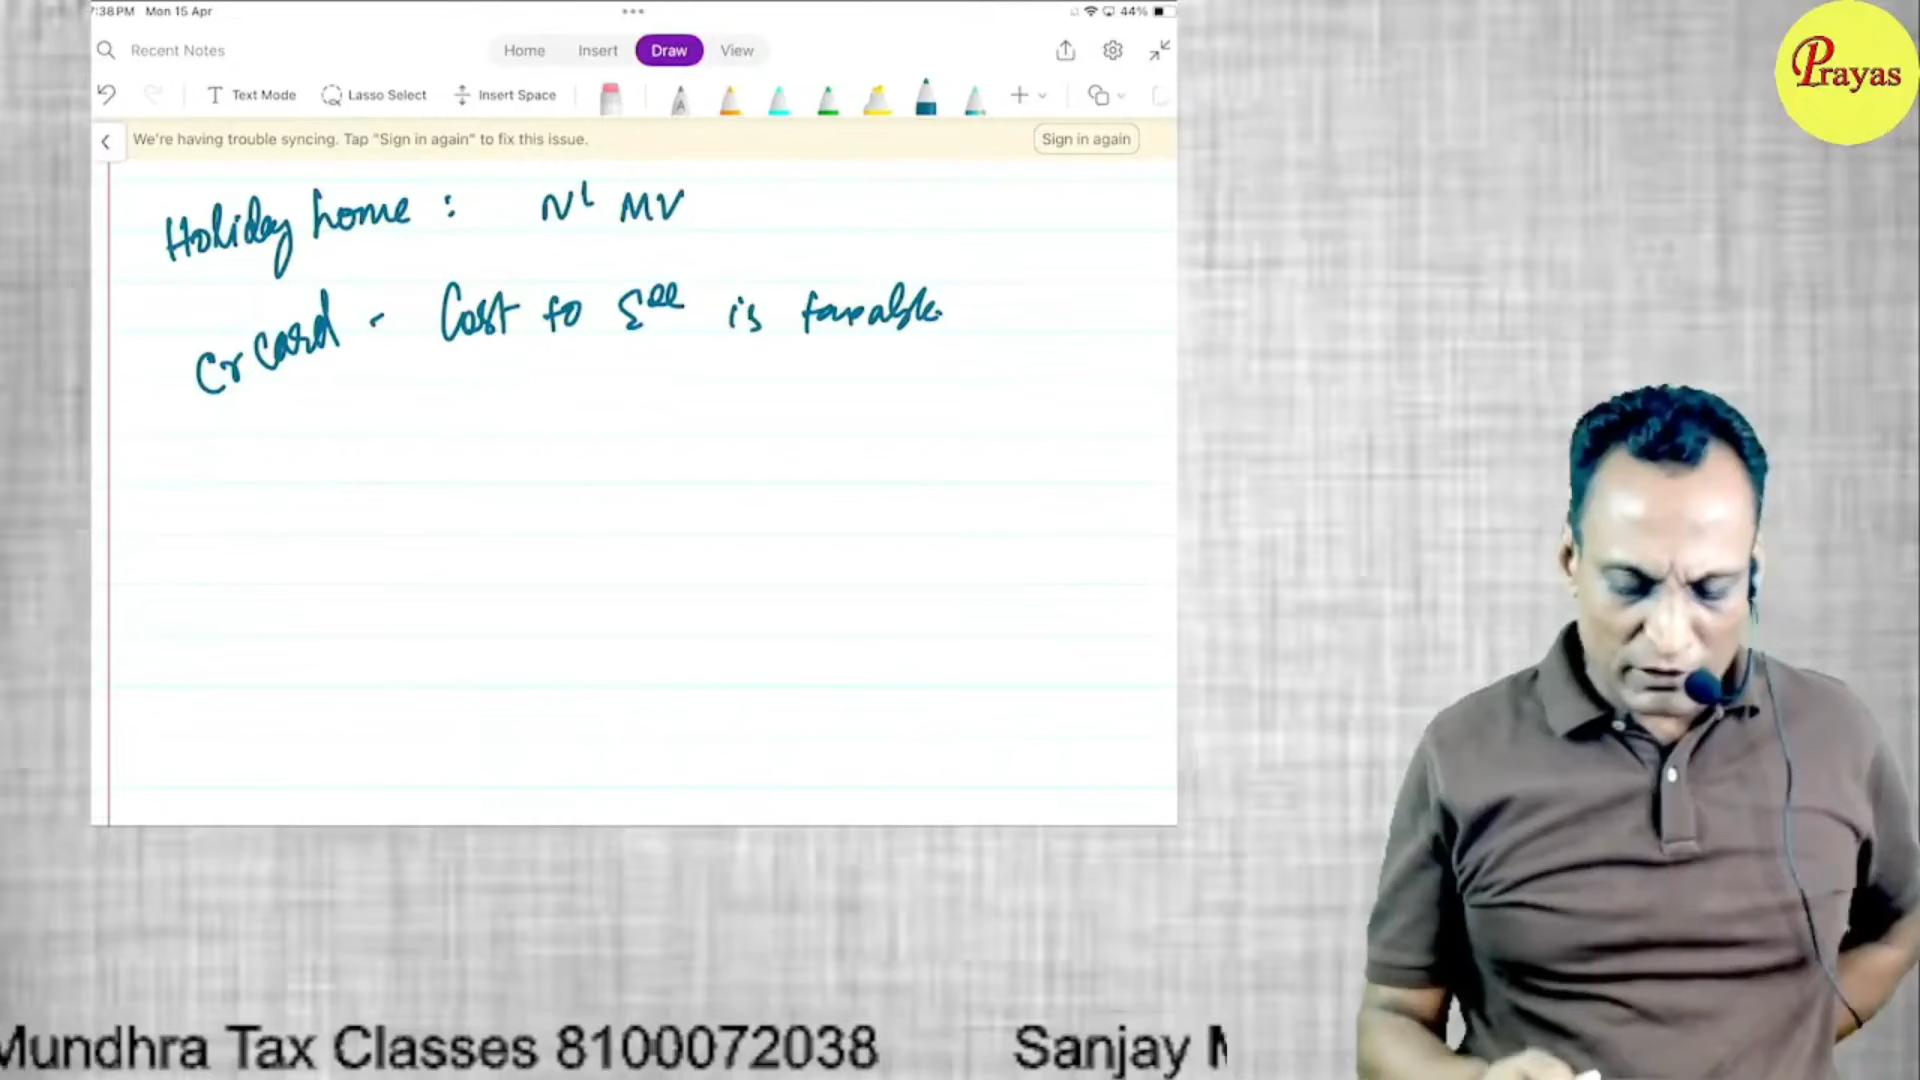 7:38 PM Mon 15 Apr
44%
Prayas
Recent Notes
Home Insert Draw View
Text Mode Lasso Select Insert Space
We're having trouble syncing. Tap "Sign in again" to fix this issue.
Sign in again
Holiday home : MV
Cr card - Cost to is taxable.
Mundhra Tax Classes 8100072038 Sanjay M